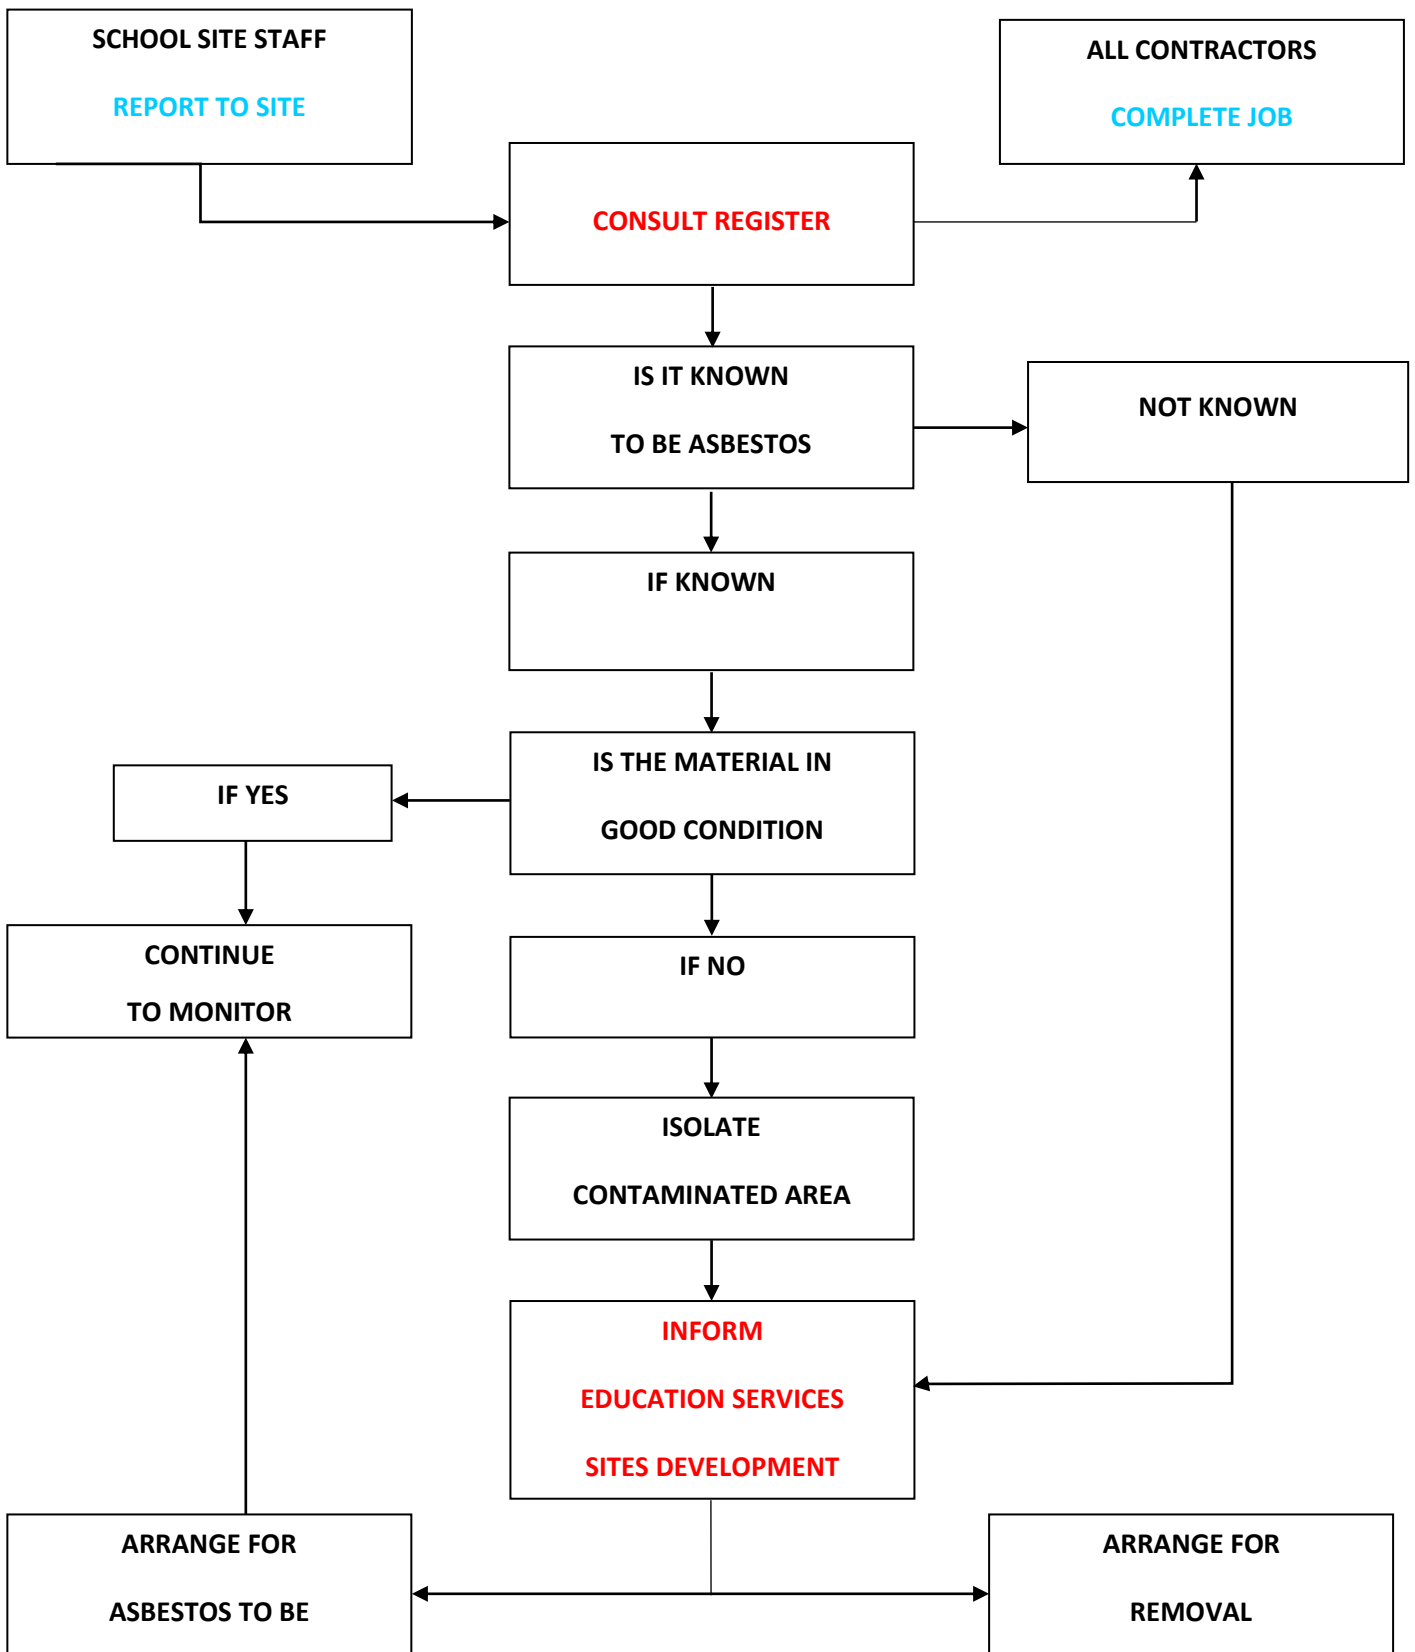 SCHOOL SITE STAFF
REPORT TO SITE
ALL CONTRACTORS
COMPLETE JOB
CONSULT REGISTER
IS IT KNOWN
TO BE ASBESTOS
NOT KNOWN
IF KNOWN
IS THE MATERIAL IN
GOOD CONDITION
IF YES
CONTINUE
TO MONITOR
IF NO
ISOLATE
CONTAMINATED AREA
INFORM
EDUCATION SERVICES
SITES DEVELOPMENT
ARRANGE FOR
ASBESTOS TO BE
ARRANGE FOR
REMOVAL